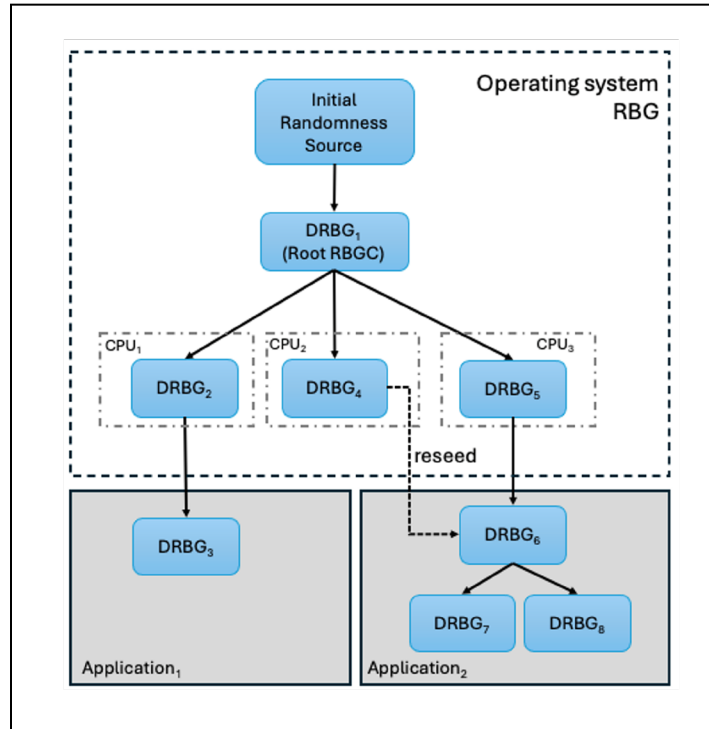 Operating system
RBG
Initial
Randomness
Source
DRBG₁
(Root RBGC)
CPU₁
CPU₂
CPU₃
DRBG₂
DRBG₄
DRBG₅
reseed
DRBG₃
DRBG₆
DRBG₇
DRBG₈
Application₁
Application₂